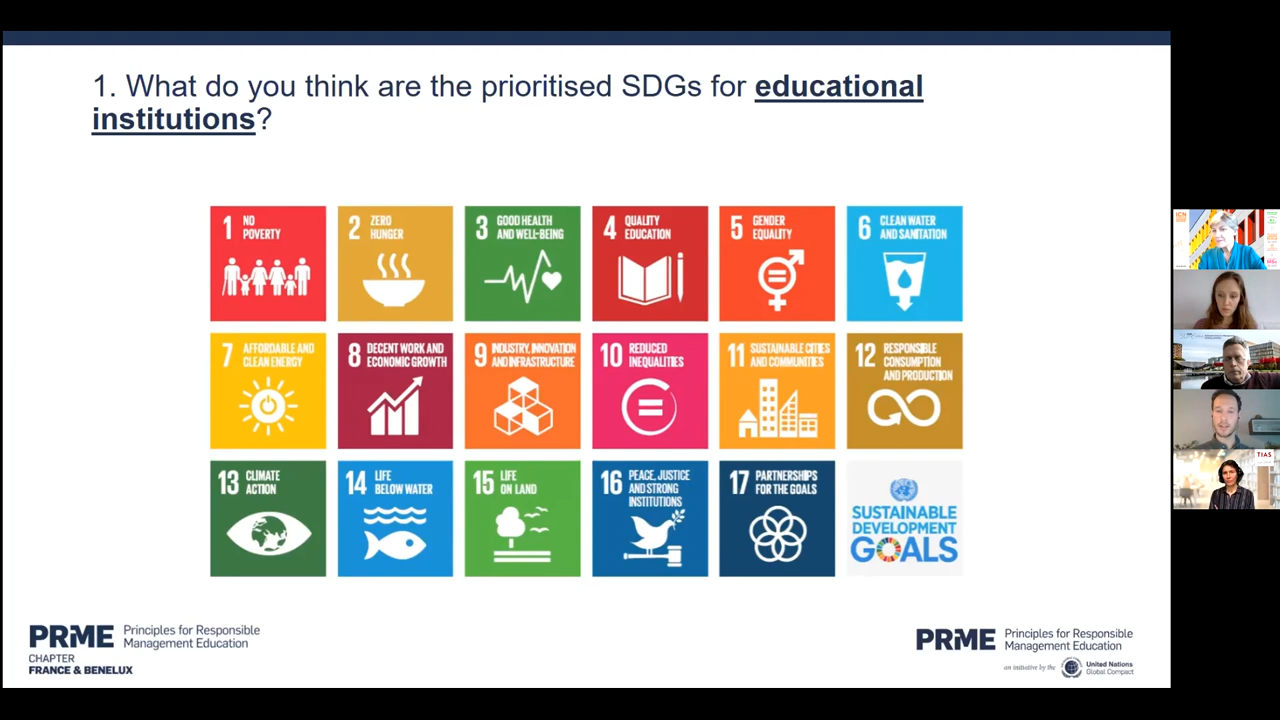 1. What do you think are the prioritised SDGs for educational
institutions?
1 NO
POVERTY
2 ZERO
HUNGER
3 GOOD HEALTH
AND WELL-BEING
4 QUALITY
EDUCATION
5 GENDER
EQUALITY
6 CLEAN WATER
AND SANITATION
7 AFFORDABLE AND
CLEAN ENERGY
8 DECENT WORK AND
ECONOMIC GROWTH
9 INDUSTRY, INNOVATION
AND INFRASTRUCTURE
10 REDUCED
INEQUALITIES
11 SUSTAINABLE CITIES
AND COMMUNITIES
12 RESPONSIBLE
CONSUMPTION
AND PRODUCTION
13 CLIMATE
ACTION
14 LIFE
BELOW WATER
15 LIFE
ON LAND
16 PEACE, JUSTICE
AND STRONG
INSTITUTIONS
17 PARTNERSHIPS
FOR THE GOALS
SUSTAINABLE
DEVELOPMENT
GOALS
PRME Principles for Responsible
Management Education
CHAPTER
FRANCE & BENELUX
PRME Principles for Responsible
Management Education
an initiative by the
United Nations
Global Compact
ICN
TIAS